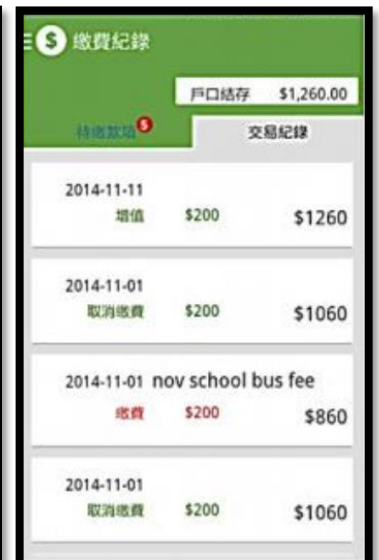 $ 繳費紀錄
戶口結存 $1,260.00
待繳款項 5
交易紀錄
2014-11-11
增值 $200 $1260
2014-11-01
取消繳費 $200 $1060
2014-11-01 nov school bus fee
繳費 $200 $860
2014-11-01
取消繳費 $200 $1060